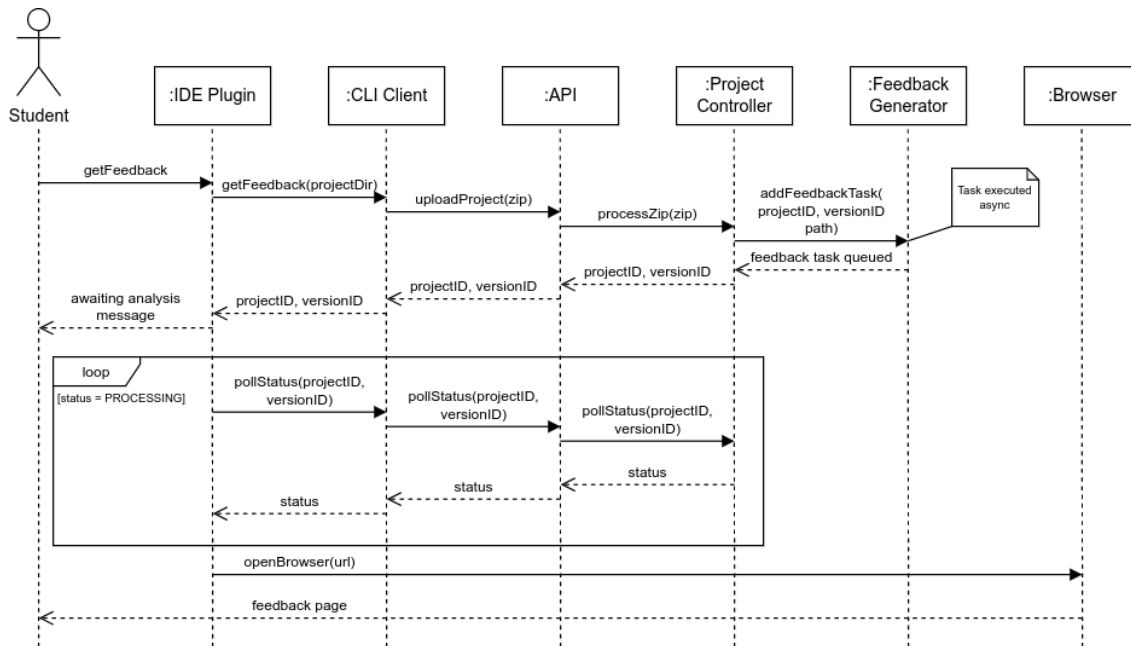 Student
:IDE Plugin
:CLI Client
:API
:Project
Controller
:Feedback
Generator
:Browser
getFeedback
getFeedback(projectDir)
uploadProject(zip)
processZip(zip)
addFeedbackTask(
projectID, versionID
path)
Task executed
async
feedback task queued
projectID, versionID
projectID, versionID
projectID, versionID
awaiting analysis
message
loop
[status = PROCESSING]
pollStatus(projectID,
versionID)
pollStatus(projectID,
versionID)
pollStatus(projectID,
versionID)
status
status
status
openBrowser(url)
feedback page